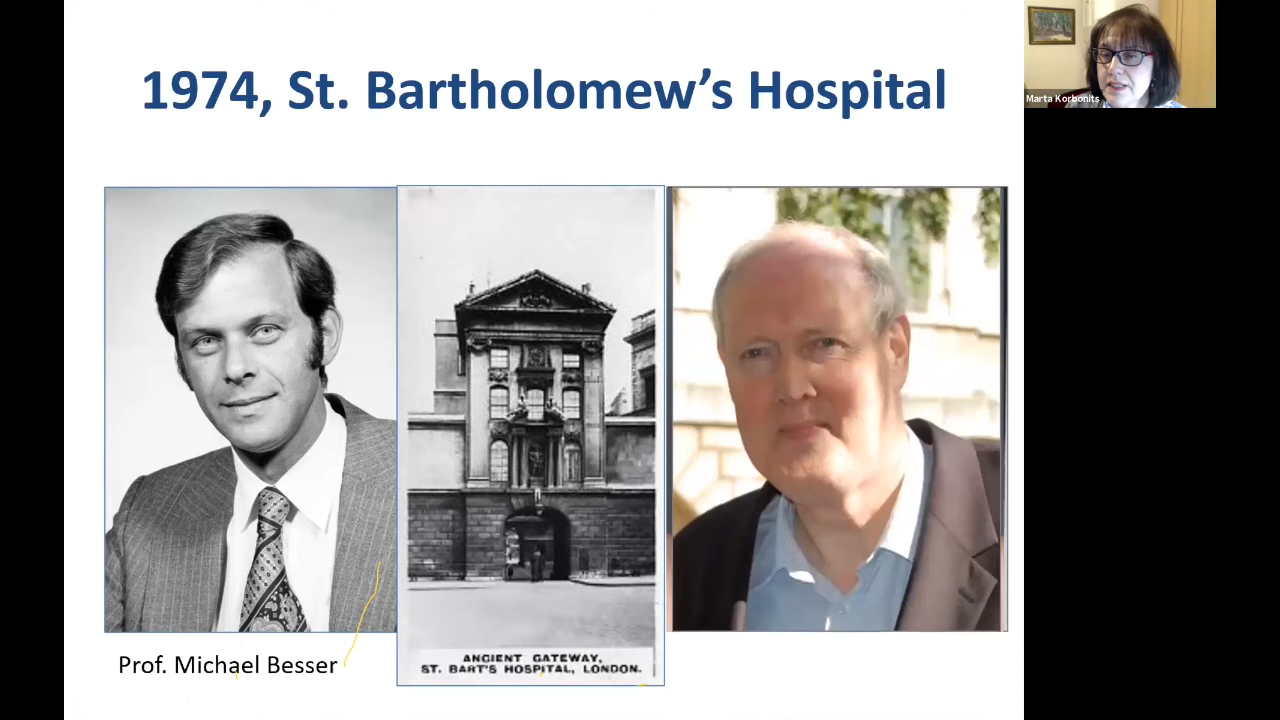 1974, St. Bartholomew’s Hospital
Marta Korbonits
Prof. Michael Besser
ANCIENT GATEWAY,
ST. BART'S HOSPITAL, LONDON.